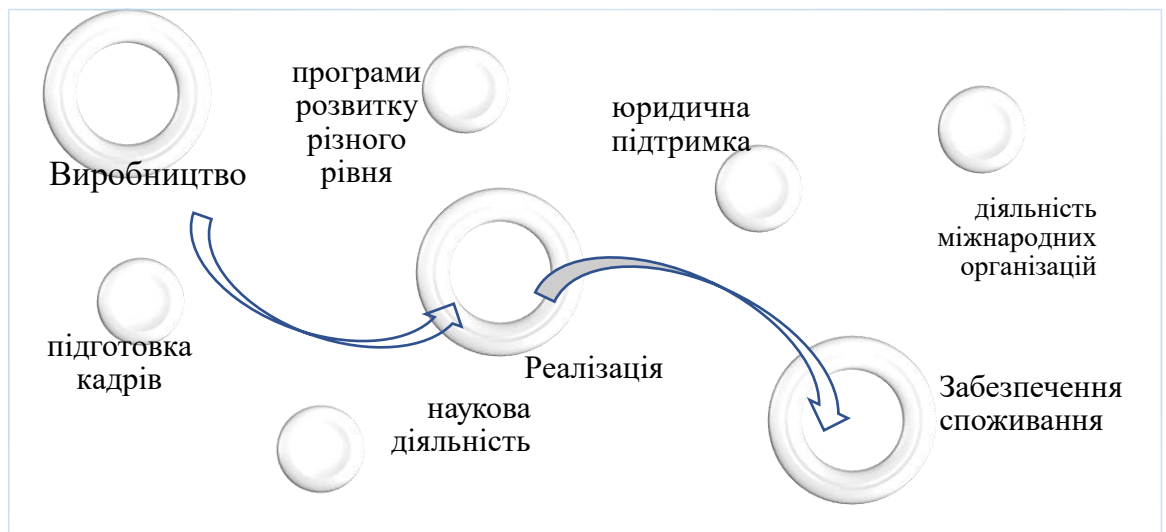 Виробництво
програми
розвитку
різного
рівня
юридична
підтримка
діяльність
міжнародних
організацій
підготовка
кадрів
наукова
діяльність
Реалізація
Забезпечення
споживання